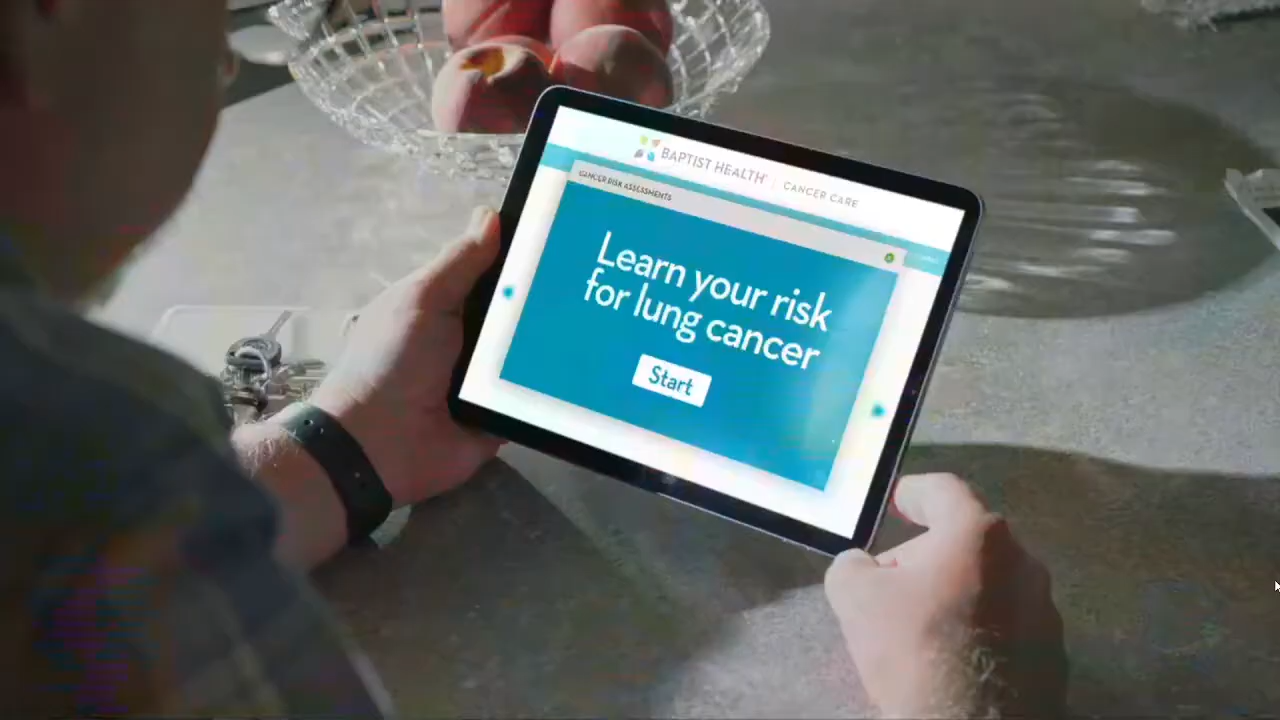 BAPTIST HEALTH | CANCER CARE
CANCER RISK ASSESSMENTS
Learn your risk
for lung cancer
Start